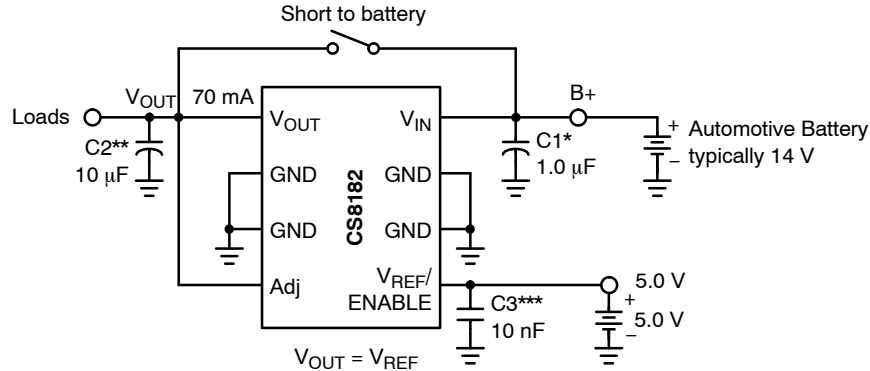 Short to battery
Loads
VOUT
70 mA
C2**
10 μF
VOUT
GND
GND
Adj
CS8182
VIN
GND
GND
VREF/
ENABLE
B+
C1*
1.0 μF
+
−
Automotive Battery
typically 14 V
C3***
10 nF
5.0 V
+
5.0 V
−
VOUT = VREF